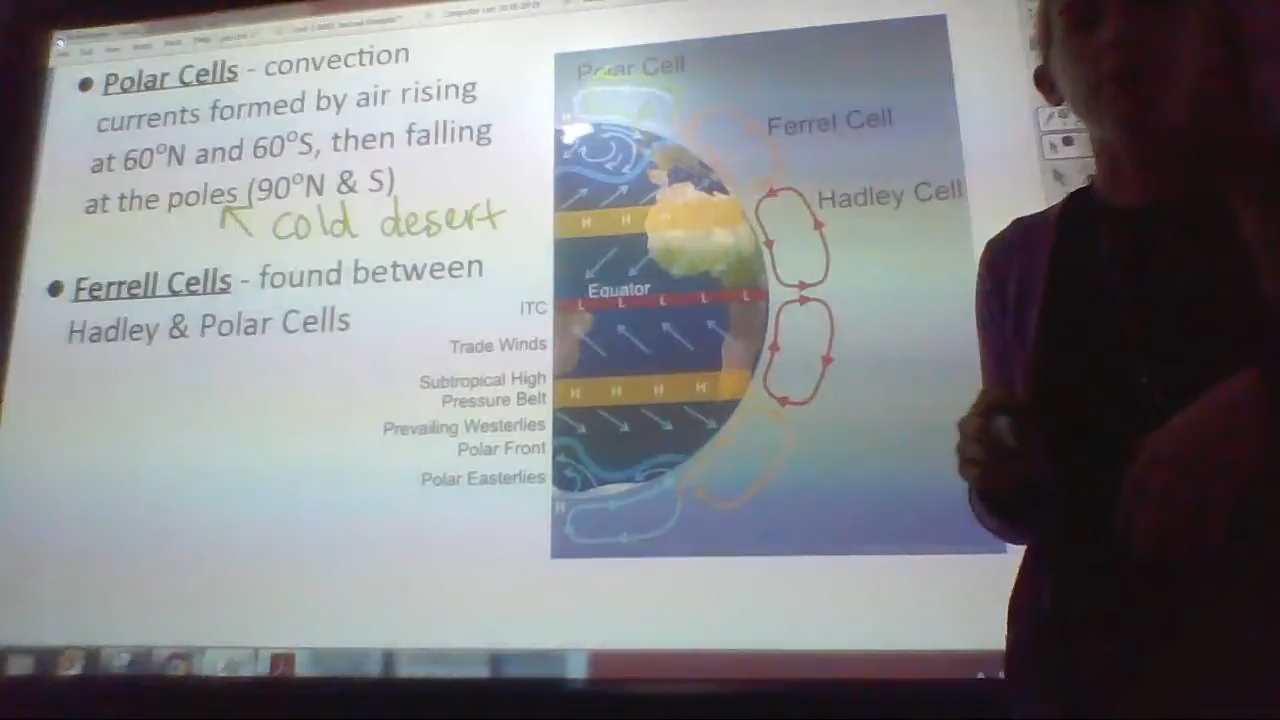 ● Polar Cells - convection
currents formed by air rising
at 60°N and 60°S, then falling
at the poles (90°N & S)
cold desert
● Ferrell Cells - found between
Hadley & Polar Cells
Polar Cell
Ferrel Cell
Hadley Cell
H
H H
Equator
L L L L L
ITC
Trade Winds
Subtropical High
Pressure Belt
H H H H
Prevailing Westerlies
Polar Front
Polar Easterlies
H